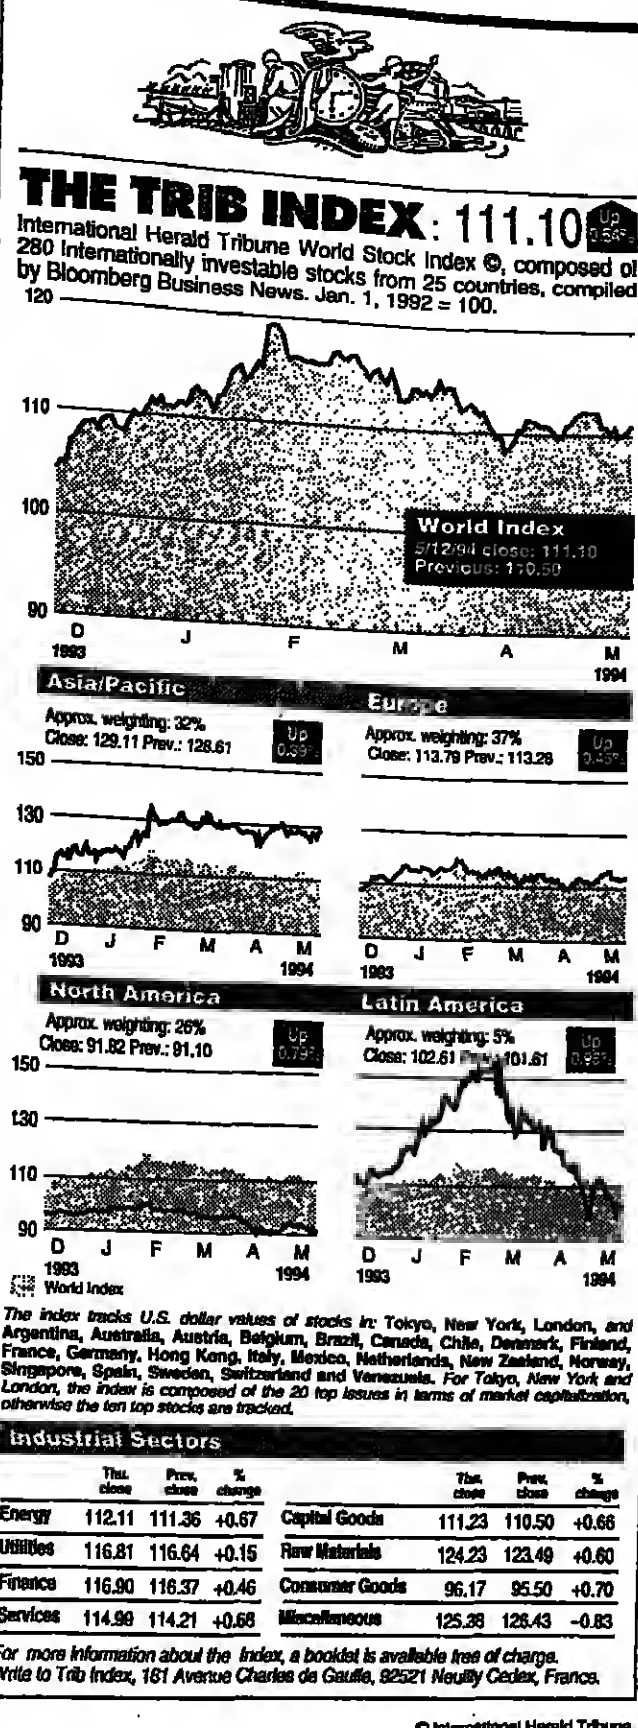 THE TRIB INDEX: 111.10
Up
International Herald Tribune World Stock Index ©, composed of
280 Internationally investable stocks from 25 countries, compiled
by Bloomberg Business News. Jan. 1, 1992 = 100.
120
110
100
90
World Index
5/12/94 close: 111.10
Previous: 110.50
D J F M A M
1993 1994
Asia/Pacific
Approx. weighting: 32%
Close: 129.11 Prev.: 128.61
Up
0.39%
150
130
110
90
D J F M A M
1993 1994
Europe
Approx. weighting: 37%
Close: 113.79 Prev.: 113.28
Up
0.45%
D J F M A M
1993 1994
North America
Approx. weighting: 26%
Close: 91.82 Prev.: 91.10
Up
0.79%
150
130
110
90
D J F M A M
1993 1994
Latin America
Approx. weighting: 5%
Close: 102.61 101.61
Up
0.98%
D J F M A M
1993 1994
World Index
The index tracks U.S. dollar values of stocks in: Tokyo, New York, London, and
Argentina, Australia, Austria, Belgium, Brazil, Canada, Chile, Denmark, Finland,
France, Germany, Hong Kong, Italy, Mexico, Netherlands, New Zealand, Norway,
Singapore, Spain, Sweden, Switzerland and Venezuela. For Tokyo, New York and
London, the index is composed of the 20 top issues in terms of market capitalization,
otherwise the ten top stocks are tracked.
Industrial Sectors
Thu. close Prev. close % change
Energy 112.11 111.36 +0.67
Utilities 116.81 116.64 +0.15
Finance 116.90 116.37 +0.46
Services 114.99 114.21 +0.68
Thu. close Prev. close % change
Capital Goods 111.23 110.50 +0.66
Raw Materials 124.23 123.49 +0.60
Consumer Goods 96.17 95.50 +0.70
Miscellaneous 125.38 126.43 -0.83
For more information about the Index, a booklet is available free of charge.
Write to Trib Index, 181 Avenue Charles de Gaulle, 92521 Neuilly Cedex, France.
© International Herald Tribune